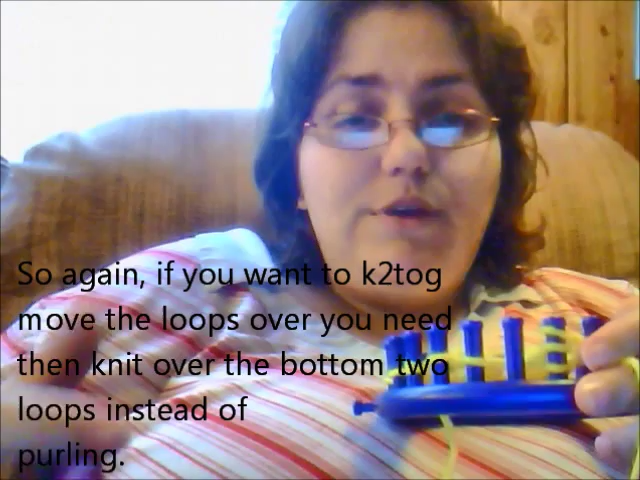 So again, if you want to k2tog
move the loops over you need
then knit over the bottom two
loops instead of
purling.